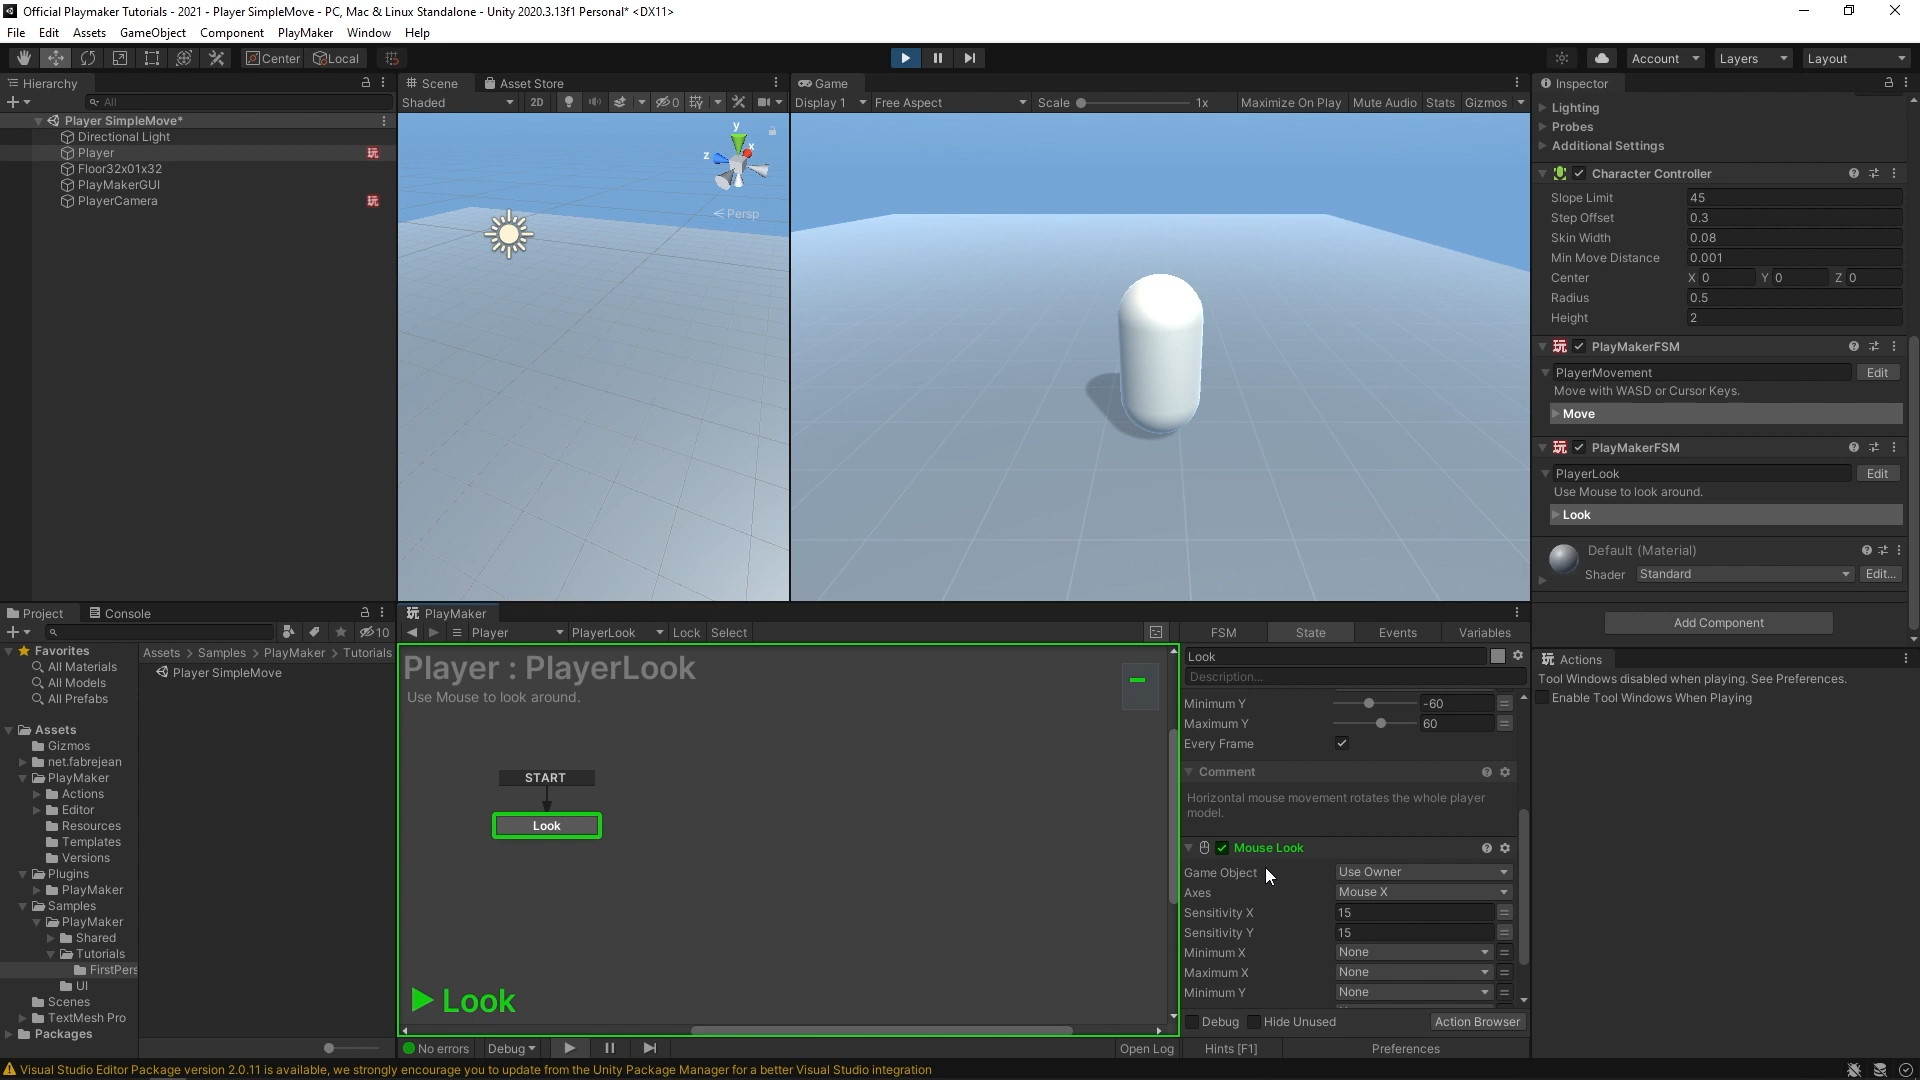 Official Playmaker Tutorials - 2021 - Player SimpleMove - PC, Mac & Linux Standalone - Unity 2020.3.13f1 Personal* <DX11>
File Edit Assets GameObject Component PlayMaker Window Help
Center Local Account Layers Layout
Hierarchy
All
Player SimpleMove*
Directional Light
Player 玩
Floor32x01x32
PlayMakerGUI
PlayerCamera 玩
Scene Asset Store
Shaded 2D 0
y
x
z
Persp
Game
Display 1 Free Aspect Scale 1x Maximize On Play Mute Audio Stats Gizmos
Inspector
Lighting
Probes
Additional Settings
Character Controller
Slope Limit 45
Step Offset 0.3
Skin Width 0.08
Min Move Distance 0.001
Center X 0 Y 0 Z 0
Radius 0.5
Height 2
玩 PlayMakerFSM
PlayerMovement Edit
Move with WASD or Cursor Keys.
Move
玩 PlayMakerFSM
PlayerLook Edit
Use Mouse to look around.
Look
Default (Material)
Shader Standard Edit...
Add Component
Project Console
10
Favorites
All Materials
All Models
All Prefabs
Assets
Gizmos
net.fabrejean
PlayMaker
Actions
Editor
Resources
Templates
Versions
Plugins
PlayMaker
Samples
PlayMaker
Shared
Tutorials
FirstPers
UI
Scenes
TextMesh Pro
Packages
Assets > Samples > PlayMaker > Tutorials
Player SimpleMove
玩 PlayMaker
Player PlayerLook Lock Select
Player : PlayerLook
Use Mouse to look around.
START
Look
Look
No errors Debug Open Log
FSM State Events Variables
Look
Description...
Minimum Y -60
Maximum Y 60
Every Frame
Comment
Horizontal mouse movement rotates the whole player
model.
Mouse Look
Game Object Use Owner
Axes Mouse X
Sensitivity X 15
Sensitivity Y 15
Minimum X None
Maximum X None
Minimum Y None
Debug Hide Unused Action Browser
Hints [F1] Preferences
玩 Actions
Tool Windows disabled when playing. See Preferences.
Enable Tool Windows When Playing
Visual Studio Editor Package version 2.0.11 is available, we strongly encourage you to update from the Unity Package Manager for a better Visual Studio integration